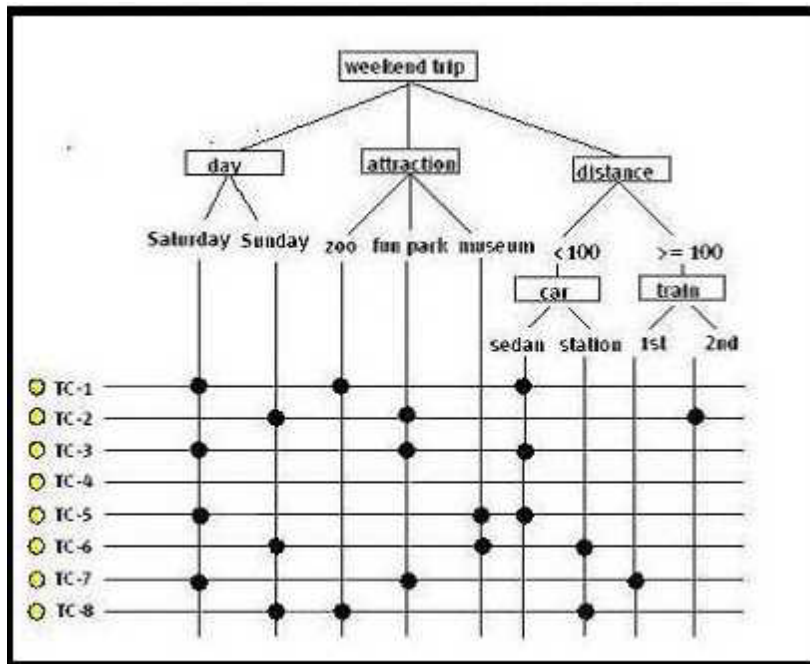 weekend trip
day attraction distance
Saturday Sunday zoo fun park museum
< 100 >= 100
car train
sedan station 1st 2nd
TC-1
TC-2
TC-3
TC-4
TC-5
TC-6
TC-7
TC-8